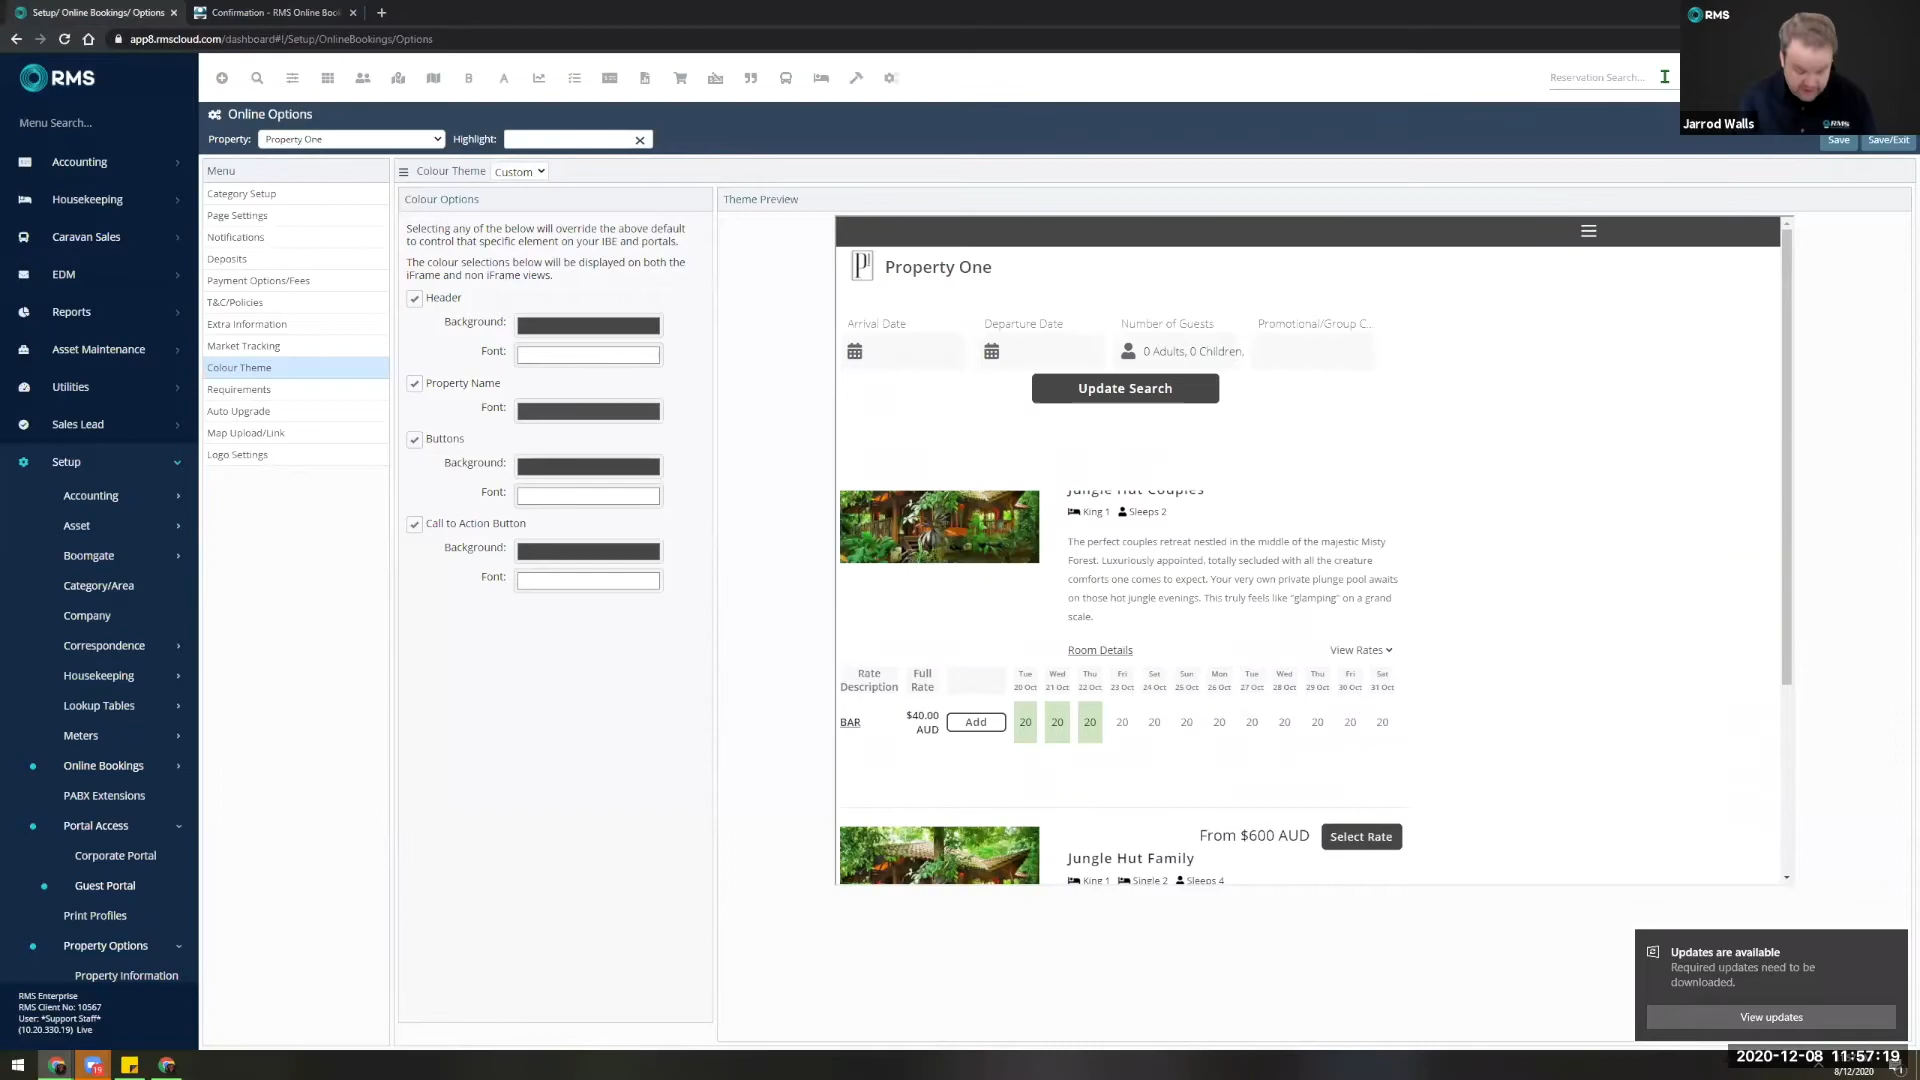 Setup/ Online Bookings/ Options
Confirmation - RMS Online Boo
app8.rmscloud.com/dashboard#!/Setup/OnlineBookings/Options
RMS
Reservation Search...
RMS
Jarrod Walls
RMS
Menu Search...
Online Options
Property: Property One Highlight:
Save Save/Exit
Accounting
Housekeeping
Caravan Sales
EDM
Reports
Asset Maintenance
Utilities
Sales Lead
Setup
Accounting
Asset
Boomgate
Category/Area
Company
Correspondence
Housekeeping
Lookup Tables
Meters
Online Bookings
PABX Extensions
Portal Access
Corporate Portal
Guest Portal
Print Profiles
Property Options
Property Information
RMS Enterprise
RMS Client No: 10567
User: *Support Staff*
(10.20.330.19) Live
Menu
Category Setup
Page Settings
Notifications
Deposits
Payment Options/Fees
T&C/Policies
Extra Information
Market Tracking
Colour Theme
Requirements
Auto Upgrade
Map Upload/Link
Logo Settings
Colour Theme Custom
Colour Options
Selecting any of the below will override the above default
to control that specific element on your IBE and portals.
The colour selections below will be displayed on both the
iFrame and non iFrame views.
Header
Background:
Font:
Property Name
Font:
Buttons
Background:
Font:
Call to Action Button
Background:
Font:
Theme Preview
Property One
Arrival Date Departure Date Number of Guests Promotional/Group C...
0 Adults, 0 Children,
Update Search
Jungle Hut Couples
King 1 Sleeps 2
The perfect couples retreat nestled in the middle of the majestic Misty
Forest. Luxuriously appointed, totally secluded with all the creature
comforts one comes to expect. Your very own private plunge pool awaits
on those hot jungle evenings. This truly feels like "glamping" on a grand
scale.
Room Details View Rates
Rate Full Tue Wed Thu Fri Sat Sun Mon Tue Wed Thu Fri Sat
Description Rate 20 Oct 21 Oct 22 Oct 23 Oct 24 Oct 25 Oct 26 Oct 27 Oct 28 Oct 29 Oct 30 Oct 31 Oct
BAR $40.00 AUD Add 20 20 20 20 20 20 20 20 20 20 20 20
From $600 AUD Select Rate
Jungle Hut Family
King 1 Single 2 Sleeps 4
Updates are available
Required updates need to be
downloaded.
View updates
19
2020-12-08 11:57:19
8/12/2020